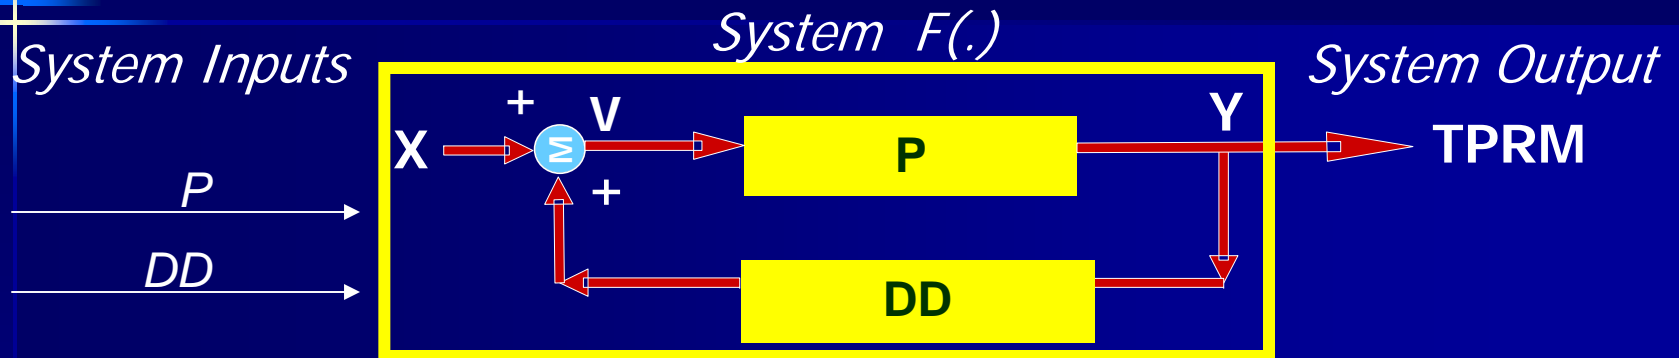 System F(.)
System Inputs
System Output
+
V
Y
X
M
P
TPRM
P
+
DD
DD